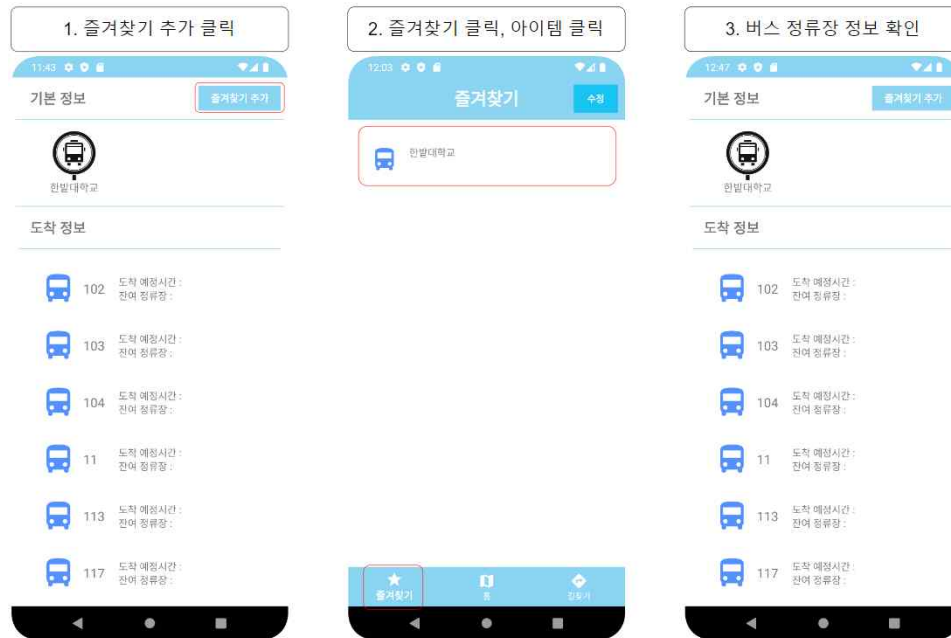 1. 즐겨찾기 추가 클릭
11:43
기본 정보
즐겨찾기 추가
한밭대학교
도착 정보
102
도착 예정시간 :
잔여 정류장 :
103
도착 예정시간 :
잔여 정류장 :
104
도착 예정시간 :
잔여 정류장 :
11
도착 예정시간 :
잔여 정류장 :
113
도착 예정시간 :
잔여 정류장 :
117
도착 예정시간 :
잔여 정류장 :
2. 즐겨찾기 클릭, 아이템 클릭
12:03
즐겨찾기
수정
한밭대학교
즐겨찾기
홈
길찾기
3. 버스 정류장 정보 확인
12:47
기본 정보
즐겨찾기 추가
한밭대학교
도착 정보
102
도착 예정시간 :
잔여 정류장 :
103
도착 예정시간 :
잔여 정류장 :
104
도착 예정시간 :
잔여 정류장 :
11
도착 예정시간 :
잔여 정류장 :
113
도착 예정시간 :
잔여 정류장 :
117
도착 예정시간 :
잔여 정류장 :